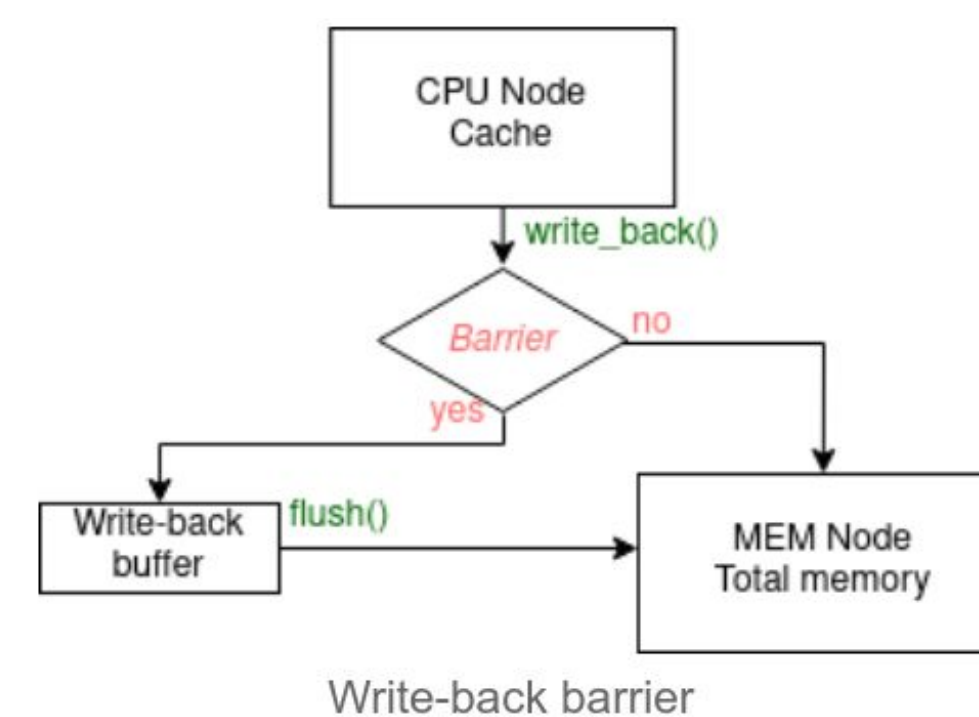 CPU Node
Cache
write_back()
Barrier
no
yes
Write-back
buffer
flush()
MEM Node
Total memory
Write-back barrier